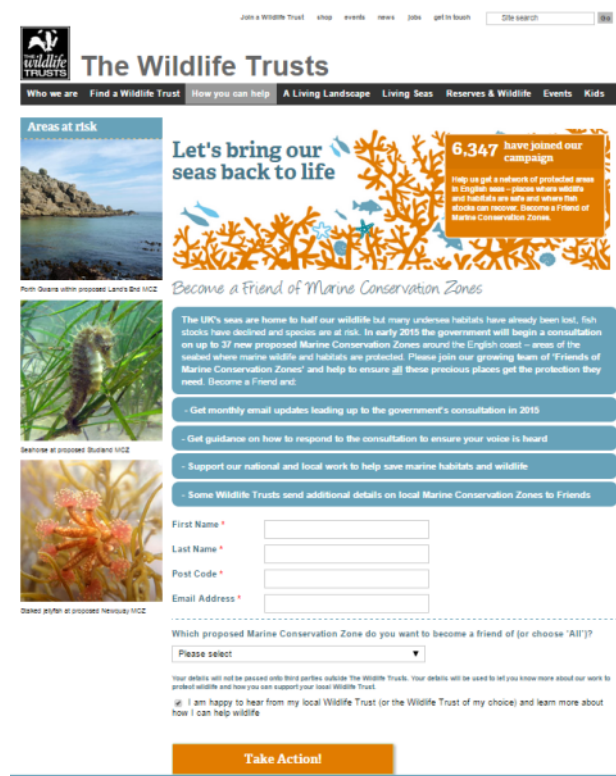 Join a Wildlife Trust shop events news jobs get in touch Site search Go
the
wildlife
TRUSTS
The Wildlife Trusts
Who we are Find a Wildlife Trust How you can help A Living Landscape Living Seas Reserves & Wildlife Events Kids
Areas at risk
Porth Gwarra within proposed Land's End MCZ
Seahorse at proposed Studland MCZ
Stalked jellyfish at proposed Newquay MCZ
Let's bring our
seas back to life
6,347 have joined our
campaign
Help us get a network of protected areas
in English seas – places where wildlife
and habitats are safe and where fish
stocks can recover. Become a Friend of
Marine Conservation Zones.
Become a Friend of Marine Conservation Zones
The UK's seas are home to half our wildlife but many undersea habitats have already been lost, fish
stocks have declined and species are at risk. In early 2015 the government will begin a consultation
on up to 37 new proposed Marine Conservation Zones around the English coast – areas of the
seabed where marine wildlife and habitats are protected. Please join our growing team of 'Friends of
Marine Conservation Zones' and help to ensure all these precious places get the protection they
need. Become a Friend and:
- Get monthly email updates leading up to the government's consultation in 2015
- Get guidance on how to respond to the consultation to ensure your voice is heard
- Support our national and local work to help save marine habitats and wildlife
- Some Wildlife Trusts send additional details on local Marine Conservation Zones to Friends
First Name *
Last Name *
Post Code *
Email Address *
Which proposed Marine Conservation Zone do you want to become a friend of (or choose 'All')?
Please select
Your details will not be passed onto third parties outside The Wildlife Trusts. Your details will be used to let you know more about our work to
protect wildlife and how you can support your local Wildlife Trust.
I am happy to hear from my local Wildlife Trust (or the Wildlife Trust of my choice) and learn more about
how I can help wildlife
Take Action!